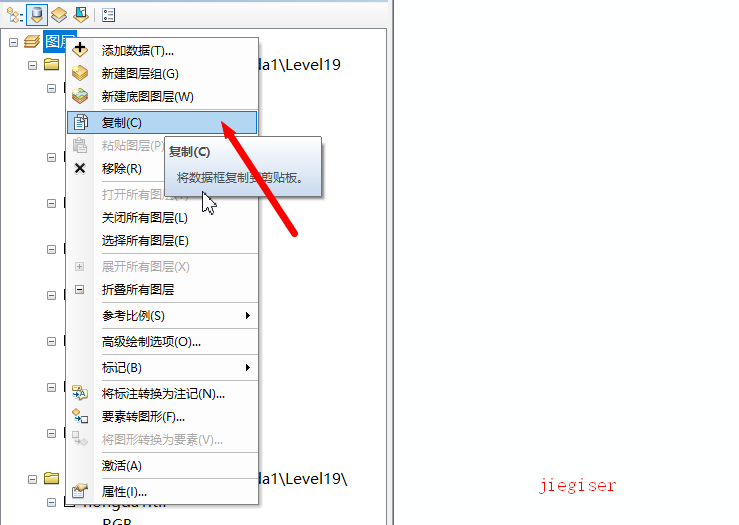 图层
添加数据(T)...
da1\Level19
新建图层组(G)
新建底图图层(W)
复制(C)
粘贴图层(P)
复制(C)
移除(R)
将数据框复制到剪贴板。
打开所有图层
关闭所有图层(L)
选择所有图层(E)
展开所有图层(X)
折叠所有图层
参考比例(S)
高级绘制选项(O)...
标记(B)
将标注转换为注记(N)...
要素转图形(F)...
将图形转换为要素(V)...
激活(A)
da1\Level19\
jiegiser
属性(I)...
RGB